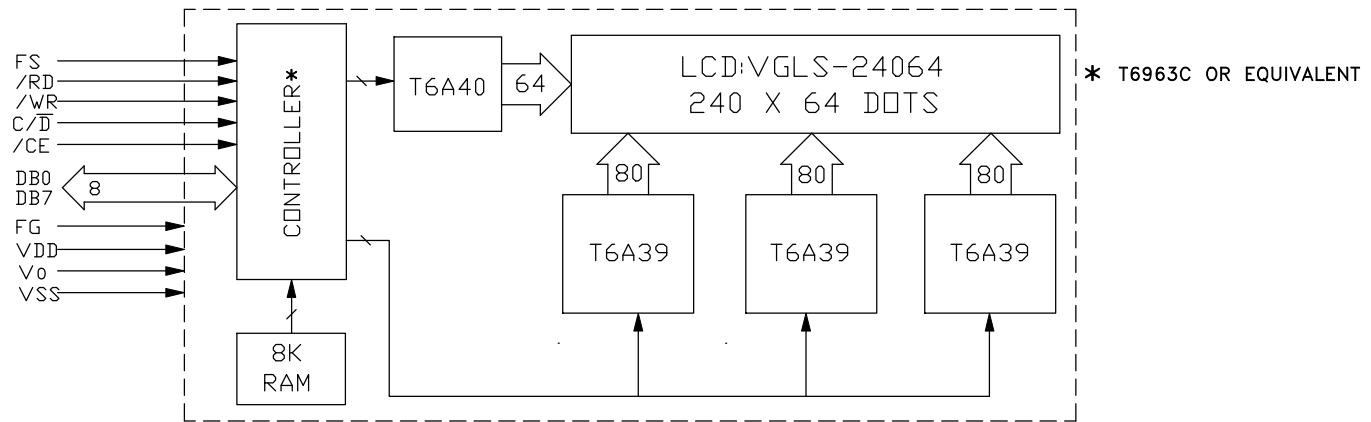 FS
/RD
/WR
C/D̅
/CE
DB0
DB7
8
FG
VDD
Vo
VSS
CONTROLLER*
8K
RAM
T6A40
64
LCD:VGLS-24064
240 X 64 DOTS
80
80
80
T6A39
T6A39
T6A39
* T6963C OR EQUIVALENT